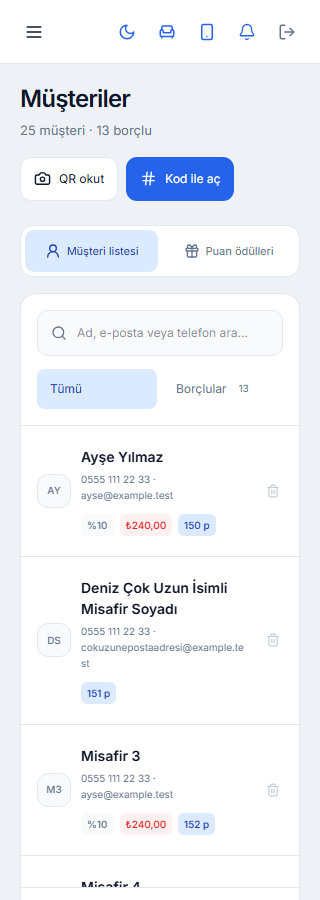 Müşteriler
25 müşteri · 13 borçlu
QR okut
Kod ile aç
Müşteri listesi
Puan ödülleri
Ad, e-posta veya telefon ara...
Tümü
Borçlular 13
AY
Ayşe Yılmaz
0555 111 22 33 ·
ayse@example.test
%10 ₺240,00 150 p
DS
Deniz Çok Uzun İsimli
Misafir Soyadı
0555 111 22 33 ·
cokuzunepostaadresi@example.te
st
151 p
M3
Misafir 3
0555 111 22 33 ·
ayse@example.test
%10 ₺240,00 152 p
Misafir 4